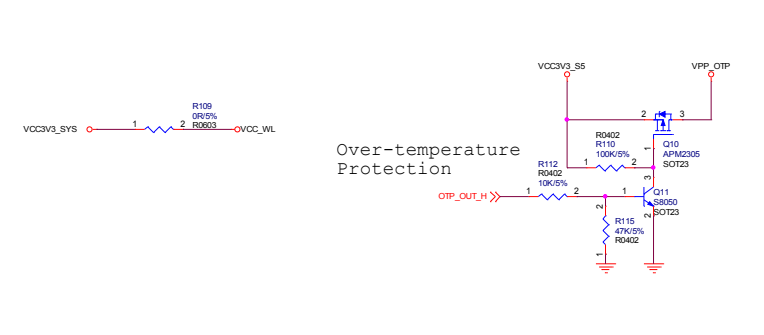 VCC3V3_S5
VPP_OTP
R109
0R/5%
R0603
1
2
VCC3V3_SYS
VCC_WL
2
3
Over-temperature
Protection
R0402
R110
100K/5%
1
2
1
Q10
APM2305
SOT23
R112
R0402
10K/5%
OTP_OUT_H
1
2
1
3
Q11
S8050
SOT23
2
2
R115
47K/5%
R0402
1